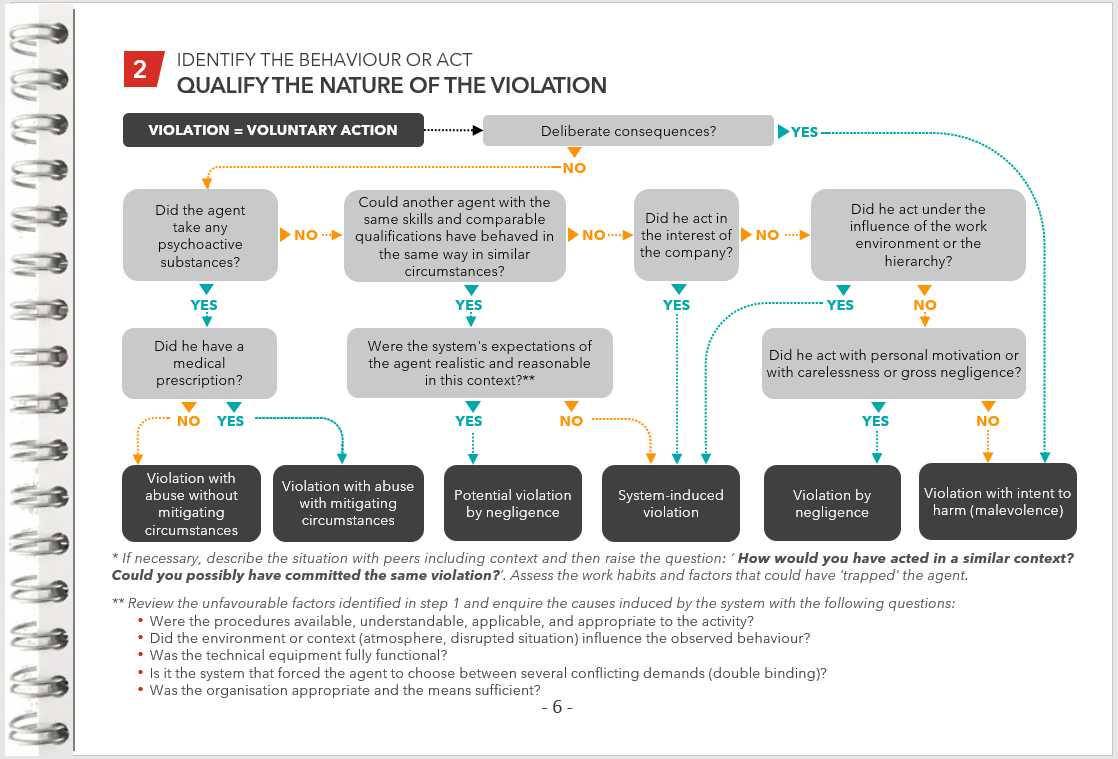 2
IDENTIFY THE BEHAVIOUR OR ACT
QUALIFY THE NATURE OF THE VIOLATION
VIOLATION = VOLUNTARY ACTION
Deliberate consequences?
YES
NO
Did the agent
take any
psychoactive
substances?
NO
Could another agent with the
same skills and comparable
qualifications have behaved in
the same way in similar
circumstances?
NO
Did he act in
the interest of
the company?
NO
Did he act under the
influence of the work
environment or the
hierarchy?
YES
YES
YES
YES
NO
Did he have a
medical
prescription?
Were the system's expectations of
the agent realistic and reasonable
in this context?**
Did he act with personal motivation or
with carelessness or gross negligence?
NO
YES
YES
NO
YES
NO
Violation with
abuse without
mitigating
circumstances
Violation with abuse
with mitigating
circumstances
Potential violation
by negligence
System-induced
violation
Violation by
negligence
Violation with intent to
harm (malevolence)
* If necessary, describe the situation with peers including context and then raise the question: ‘ How would you have acted in a similar context?
Could you possibly have committed the same violation?’. Assess the work habits and factors that could have 'trapped' the agent.
** Review the unfavourable factors identified in step 1 and enquire the causes induced by the system with the following questions:
• Were the procedures available, understandable, applicable, and appropriate to the activity?
• Did the environment or context (atmosphere, disrupted situation) influence the observed behaviour?
• Was the technical equipment fully functional?
• Is it the system that forced the agent to choose between several conflicting demands (double binding)?
• Was the organisation appropriate and the means sufficient?
- 6 -